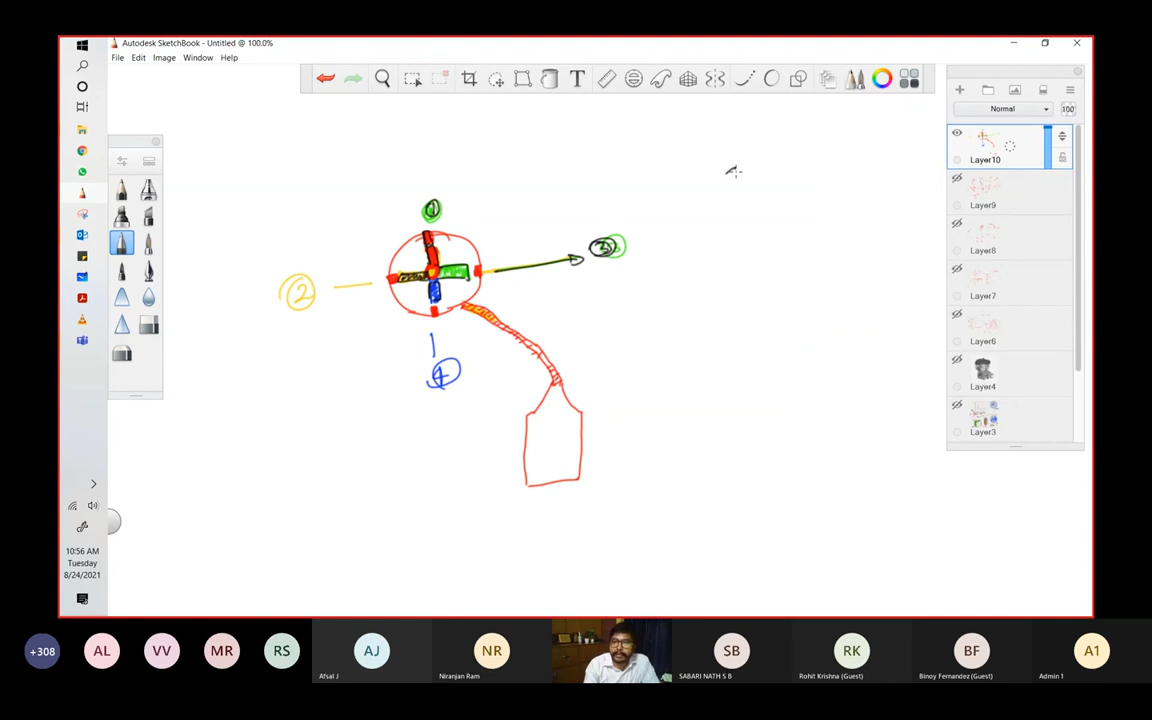 Autodesk SketchBook - Untitled @ 100.0%
File Edit Image Window Help
T
Normal
100
Layer10
Layer9
Layer8
Layer7
Layer6
Layer4
Layer3
1
2
3
3
4
10:56 AM
Tuesday
8/24/2021
+308
AL
VV
MR
RS
AJ
Afsal J
NR
Niranjan Ram
SB
SABARI NATH S B
RK
Rohit Krishna (Guest)
BF
Binoy Fernandez (Guest)
A1
Admin 1